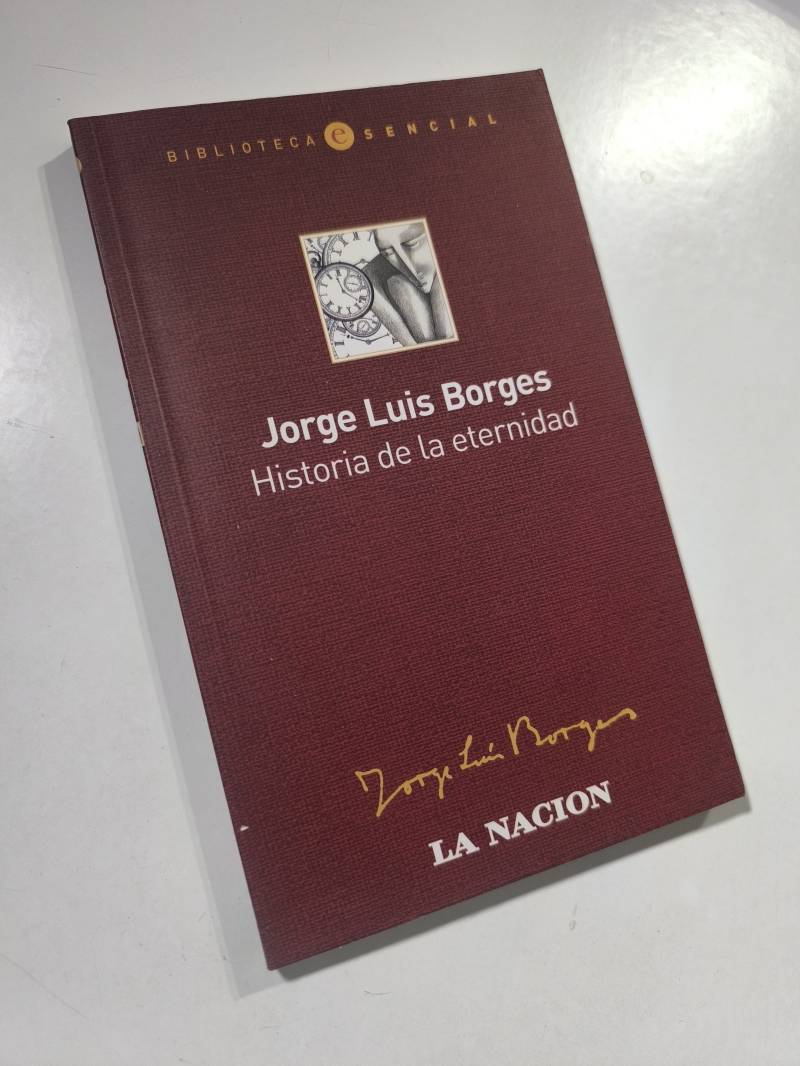 BIBLIOTECA eSENCIAL
Jorge Luis Borges
Historia de la eternidad
Jorge Luis Borges
LA NACION